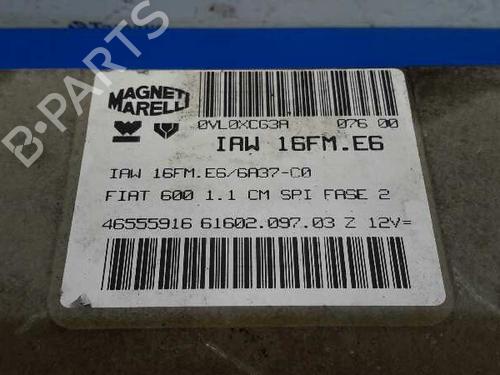 B-PARTS
MAGNETI
MARELLI
0VL0XC63A 076 00
IAW 16FM.E6
IAW 16FM.E6/6A37-C0
FIAT 600 1.1 CM SPI FASE 2
46555916 61602.097.03 Z 12V=